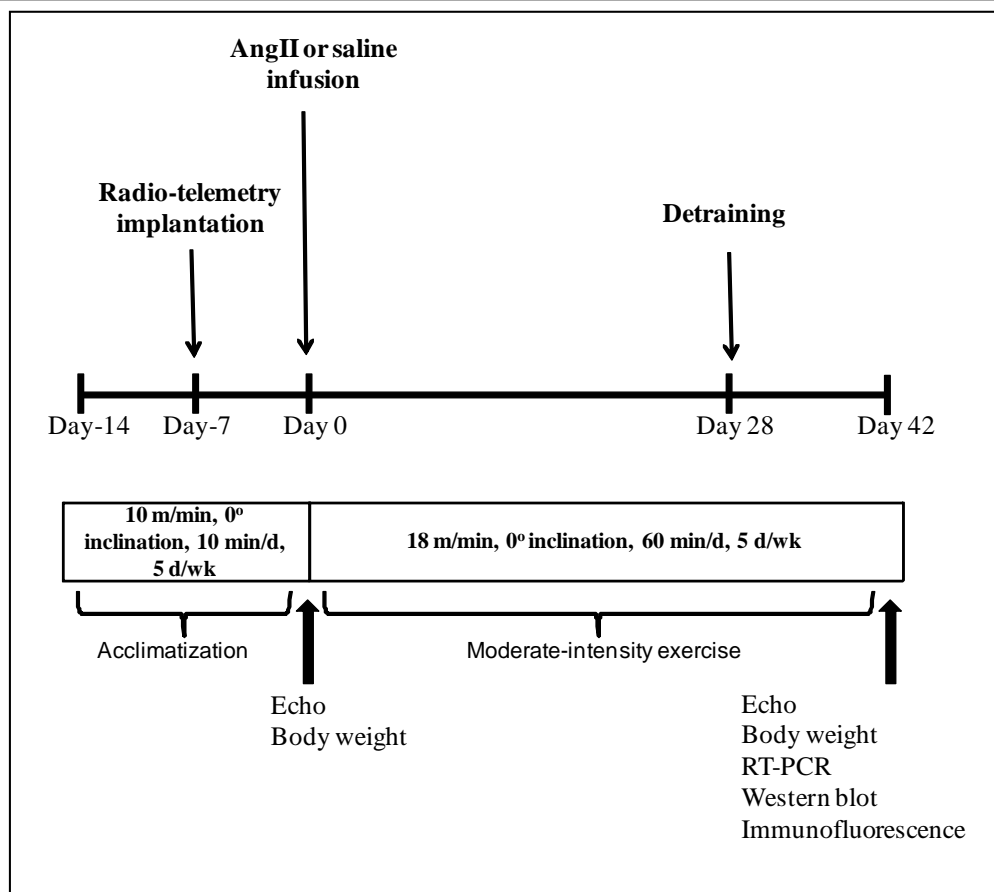 AngII or saline
infusion
Radio-telemetry
implantation
Detraining
Day-14 Day-7 Day 0 Day 28 Day 42
10 m/min, 0º
inclination, 10 min/d,
5 d/wk
18 m/min, 0º inclination, 60 min/d, 5 d/wk
Acclimatization
Moderate-intensity exercise
Echo
Body weight
Echo
Body weight
RT-PCR
Western blot
Immunofluorescence